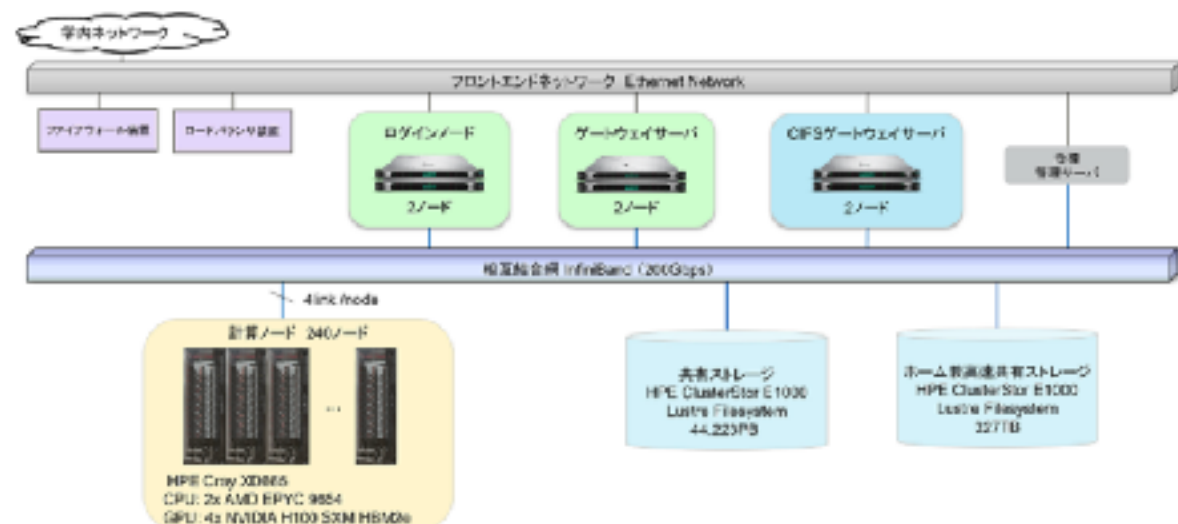 学内ネットワーク
フロントエンドネットワーク Ethernet Network
ファイアウォール装置
ロードバランサ装置
ログインノード
2ノード
ゲートウェイサーバ
2ノード
CIFSゲートウェイサーバ
2ノード
各種
管理サーバ
相互結合網 InfiniBand (200Gbps)
4link /node
計算ノード 240ノード
...
HPE Cray XD665
CPU: 2x AMD EPYC 9654
GPU: 4x NVIDIA H100 SXM HBM2e
共有ストレージ
HPE ClusterStor E1000
Lustre Filesystem
44.223PB
ホーム兼高速共有ストレージ
HPE ClusterStor E1000
Lustre Filesystem
327TB